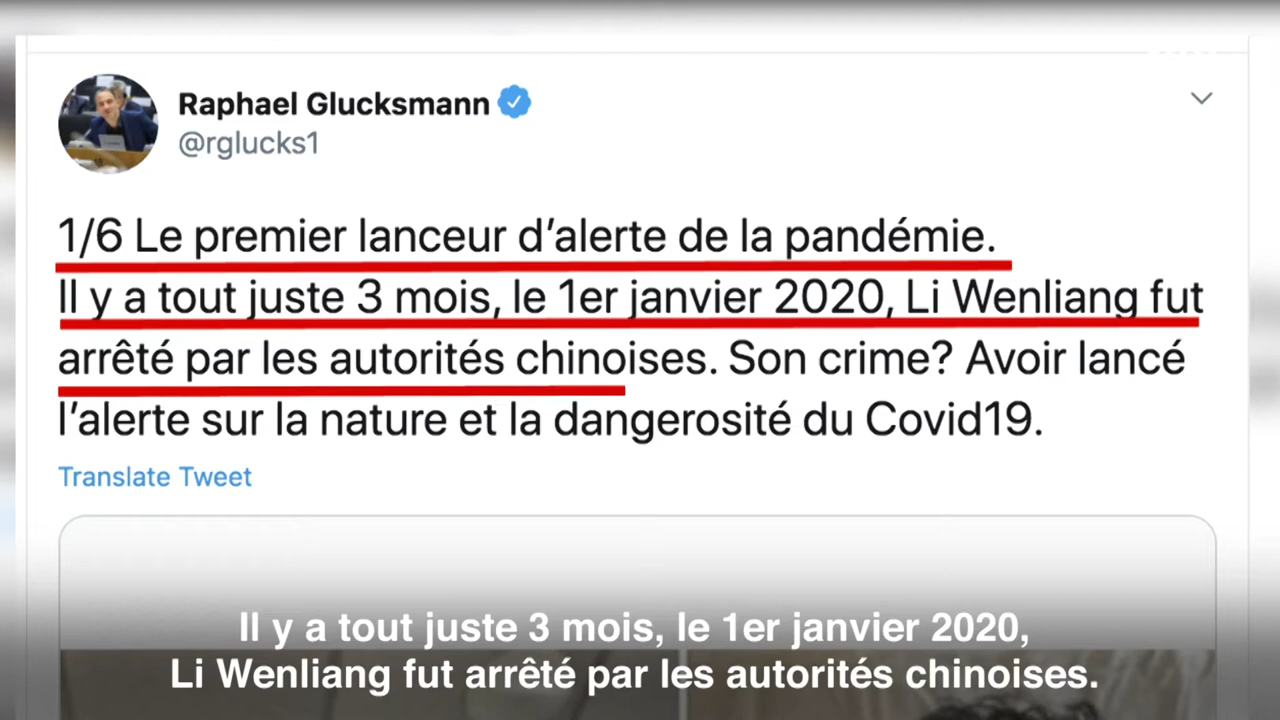 Raphael Glucksmann
@rglucks1
1/6 Le premier lanceur d’alerte de la pandémie.
Il y a tout juste 3 mois, le 1er janvier 2020, Li Wenliang fut
arrêté par les autorités chinoises. Son crime? Avoir lancé
l’alerte sur la nature et la dangerosité du Covid19.
Translate Tweet
Il y a tout juste 3 mois, le 1er janvier 2020,
Li Wenliang fut arrêté par les autorités chinoises.